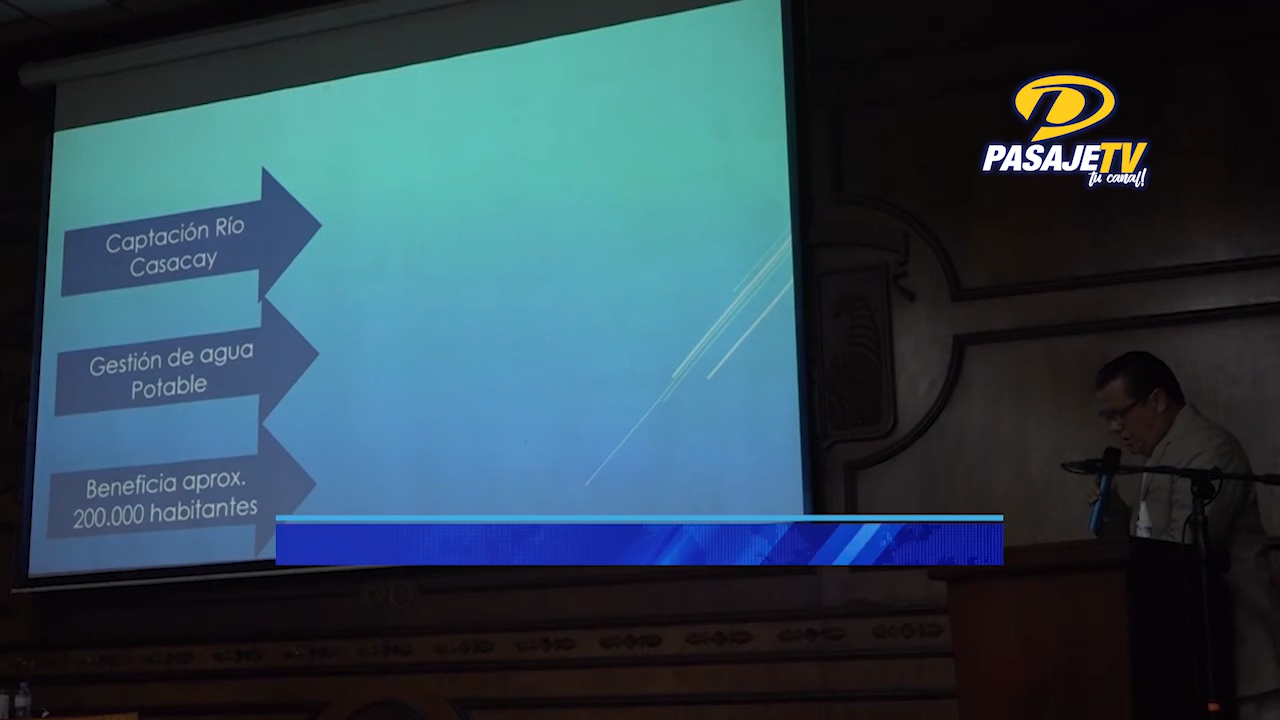 Captación Río
Casacay
Gestión de agua
Potable
Beneficia aprox.
200.000 habitantes
PASAJETV
tu canal!